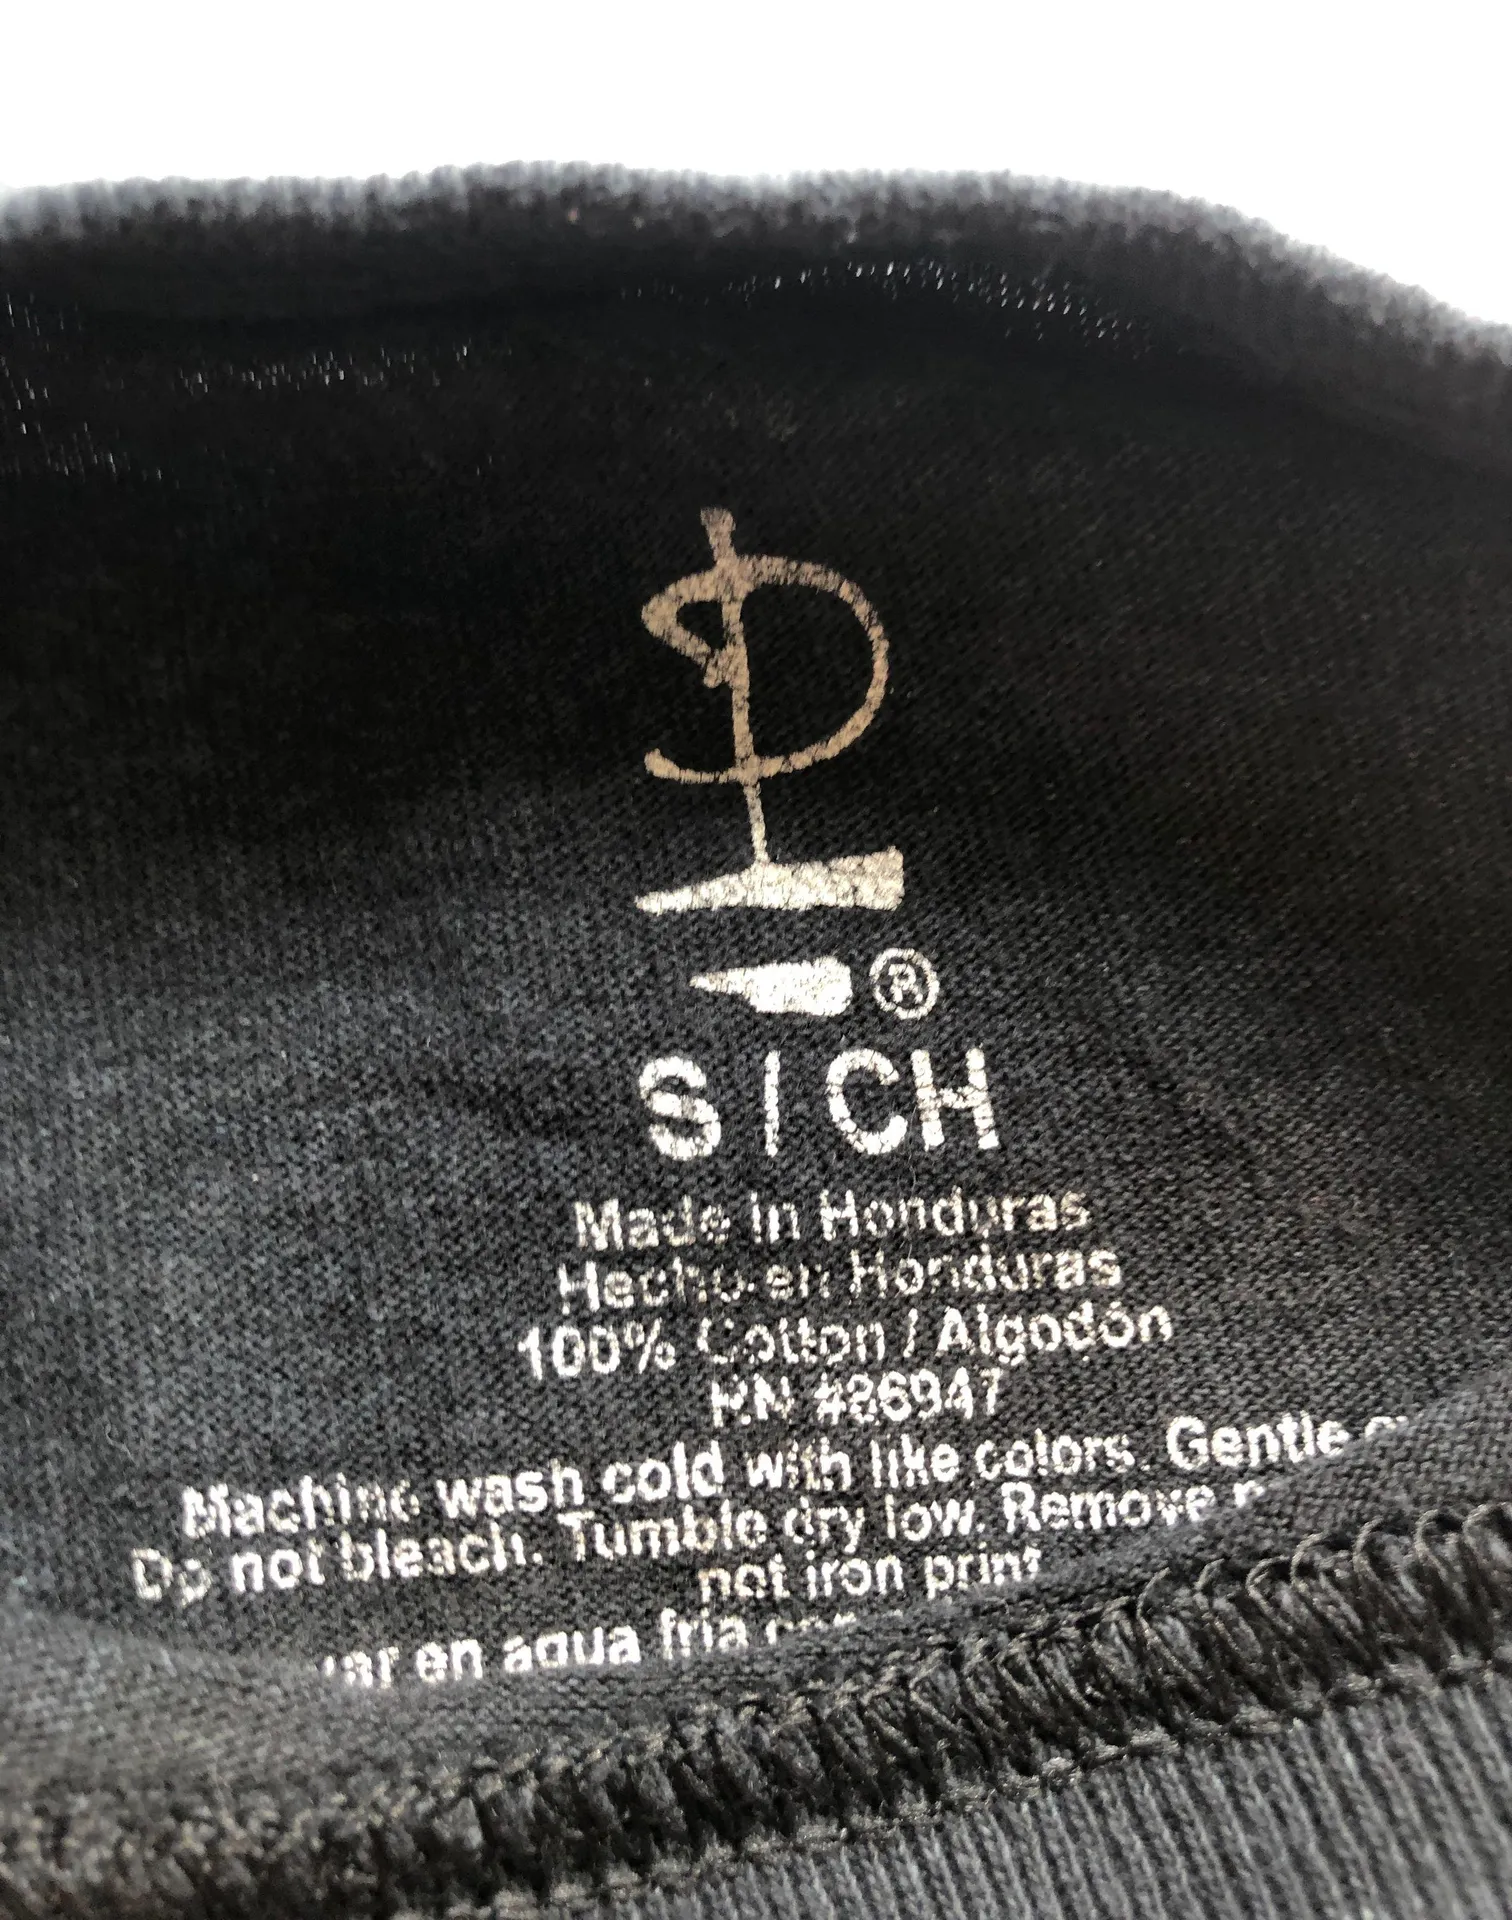 ®
S / CH
Made in Honduras
Hecho en Honduras
100% Cotton / Algodón
RN #86947
Machine wash cold with like colors. Gentle
Do not bleach. Tumble dry low. Remove
not iron print
en agua fria